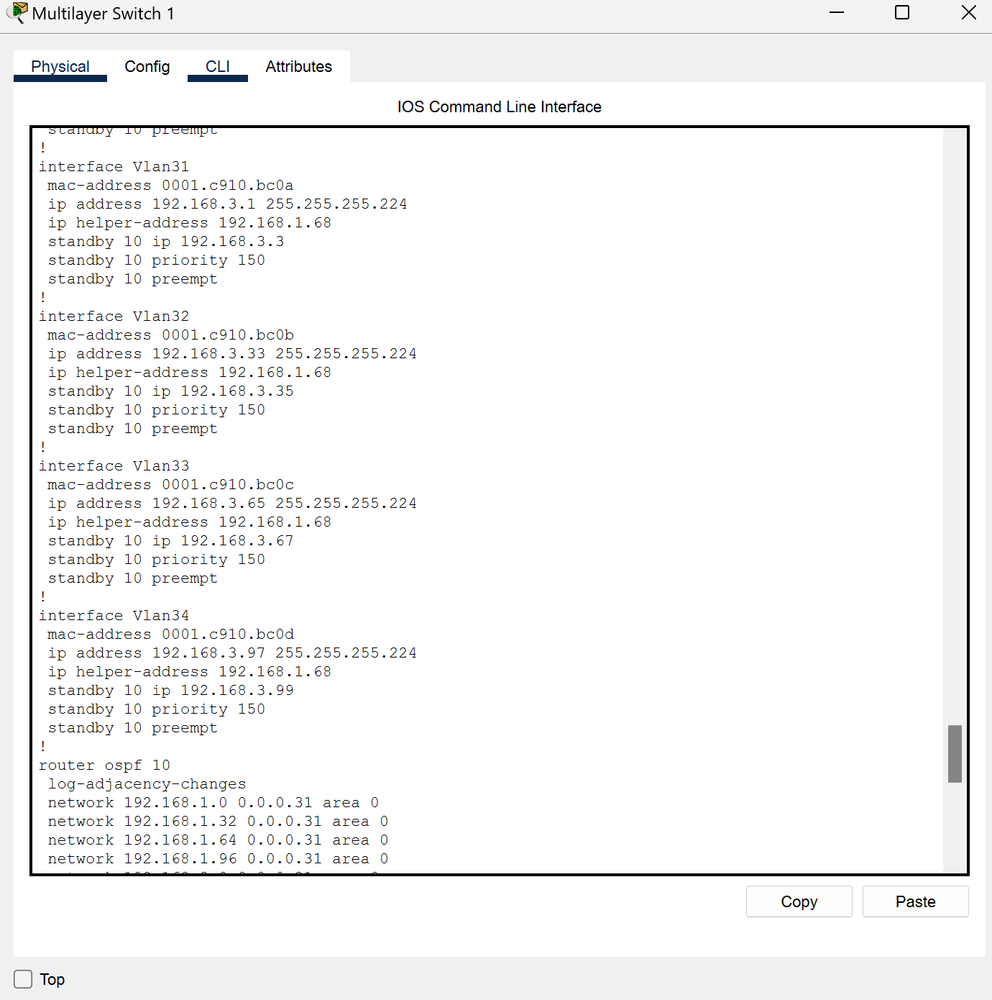 Multilayer Switch 1
Physical Config CLI Attributes
IOS Command Line Interface
standby 10 preempt
!
interface Vlan31
mac-address 0001.c910.bc0a
ip address 192.168.3.1 255.255.255.224
ip helper-address 192.168.1.68
standby 10 ip 192.168.3.3
standby 10 priority 150
standby 10 preempt
!
interface Vlan32
mac-address 0001.c910.bc0b
ip address 192.168.3.33 255.255.255.224
ip helper-address 192.168.1.68
standby 10 ip 192.168.3.35
standby 10 priority 150
standby 10 preempt
!
interface Vlan33
mac-address 0001.c910.bc0c
ip address 192.168.3.65 255.255.255.224
ip helper-address 192.168.1.68
standby 10 ip 192.168.3.67
standby 10 priority 150
standby 10 preempt
!
interface Vlan34
mac-address 0001.c910.bc0d
ip address 192.168.3.97 255.255.255.224
ip helper-address 192.168.1.68
standby 10 ip 192.168.3.99
standby 10 priority 150
standby 10 preempt
!
router ospf 10
log-adjacency-changes
network 192.168.1.0 0.0.0.31 area 0
network 192.168.1.32 0.0.0.31 area 0
network 192.168.1.64 0.0.0.31 area 0
network 192.168.1.96 0.0.0.31 area 0
Copy Paste
Top